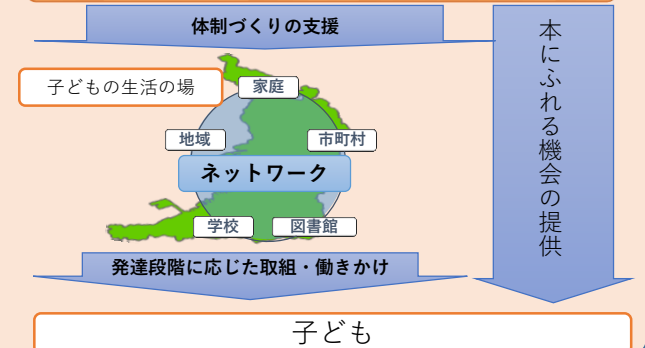 体制づくりの支援
本にふれる機会の提供
子どもの生活の場
家庭
地域
市町村
ネットワーク
学校
図書館
発達段階に応じた取組・働きかけ
子ども